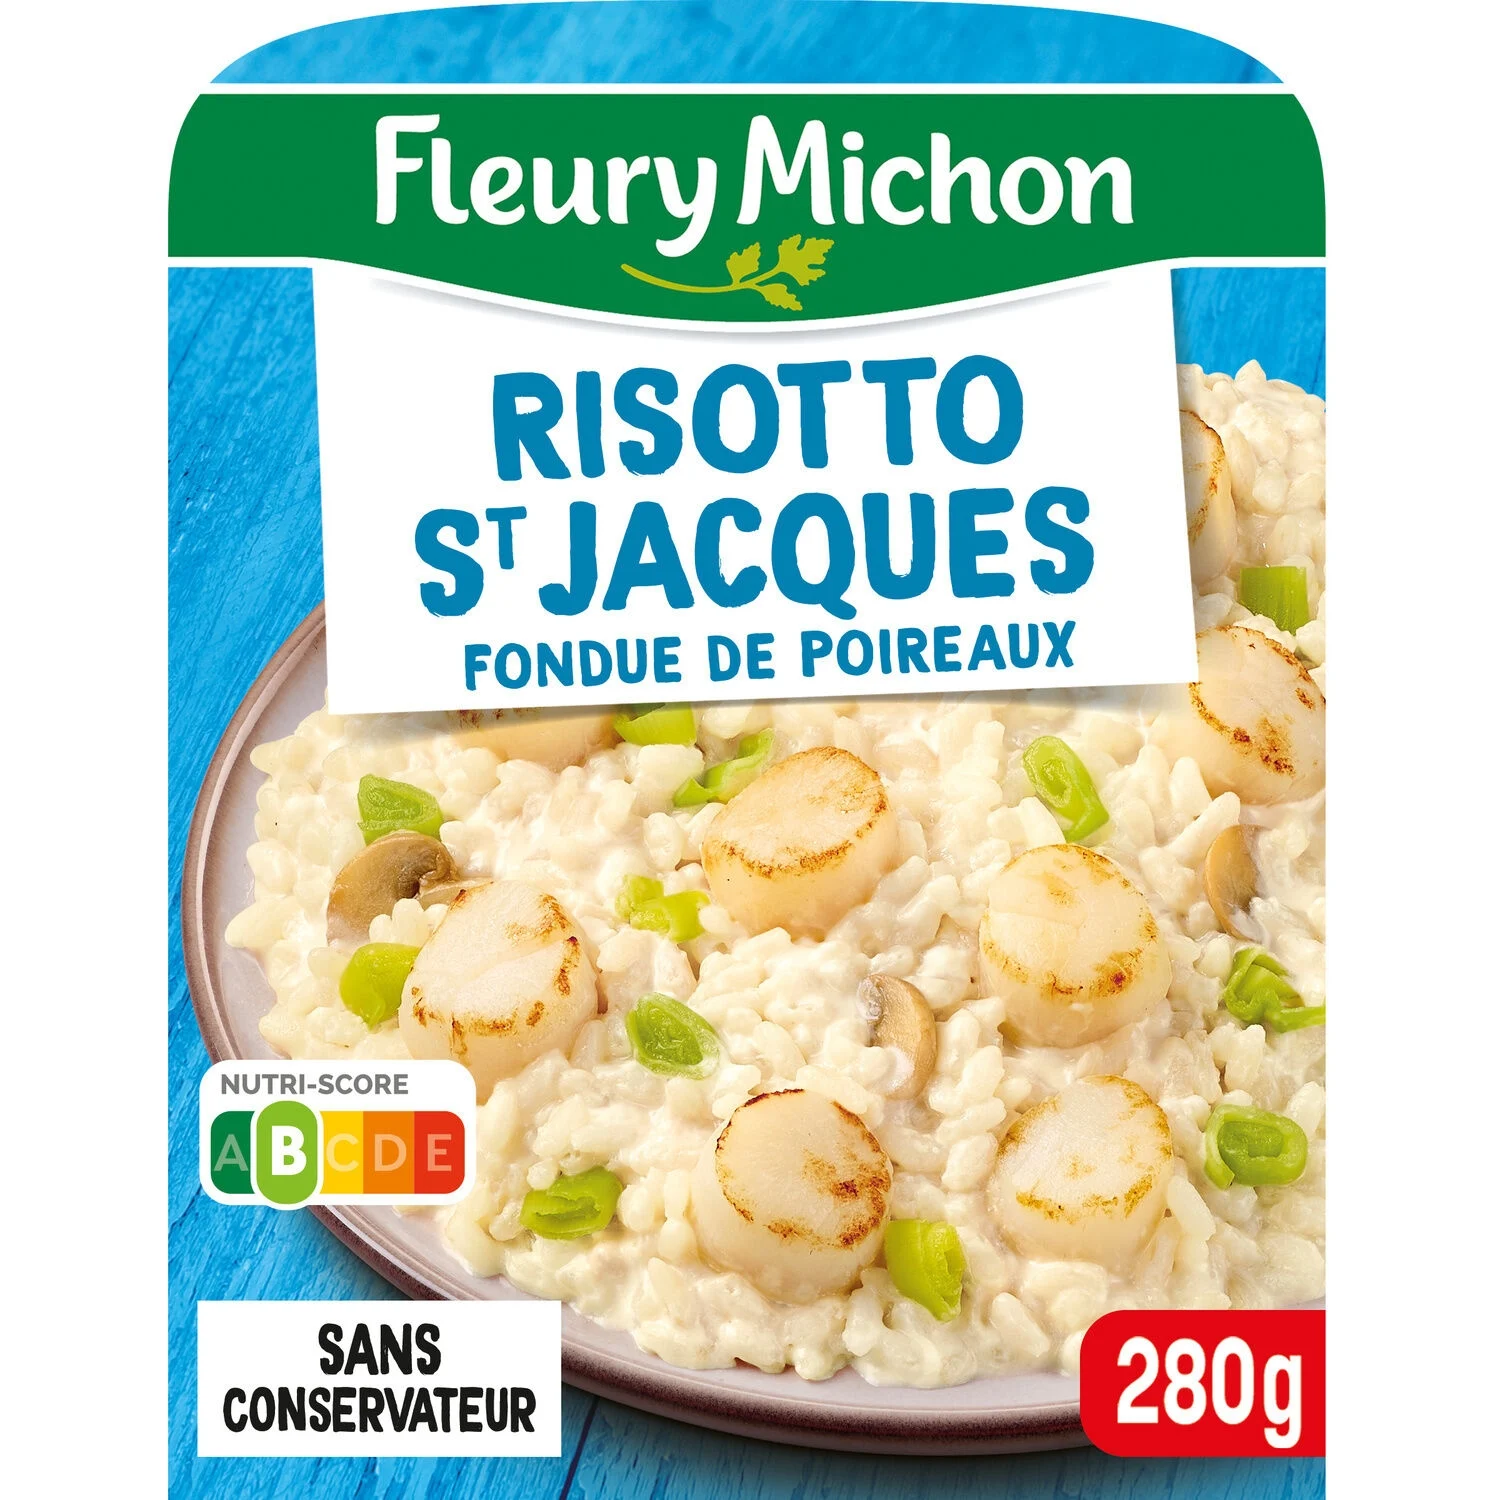 Fleury Michon
RISOTTO
ST JACQUES
FONDUE DE POIREAUX
NUTRI-SCORE
A B C D E
SANS
CONSERVATEUR
280g